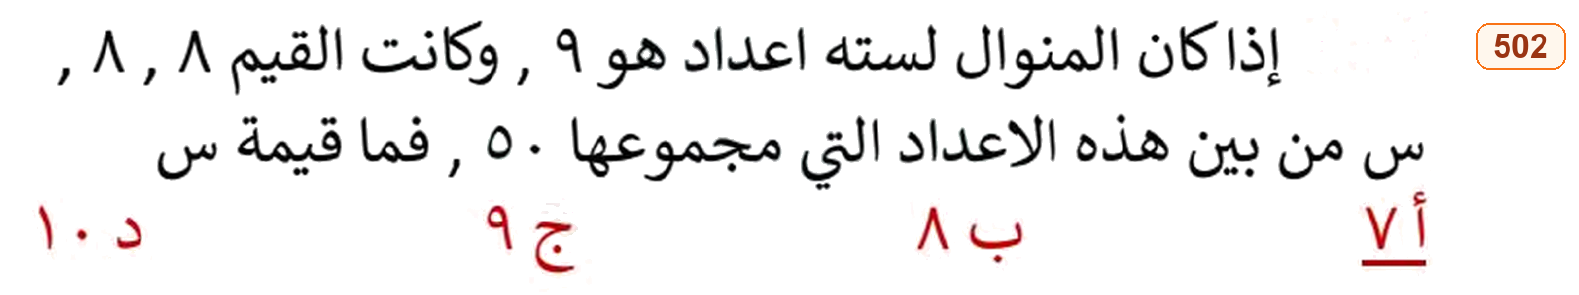 502
إذا كان المنوال لسته اعداد هو ٩ , وكانت القيم ٨ , ٨ ,
س من بين هذه الاعداد التي مجموعها ٥٠ , فما قيمة س
أ ٧ ب ٨ ج ٩ د ١٠